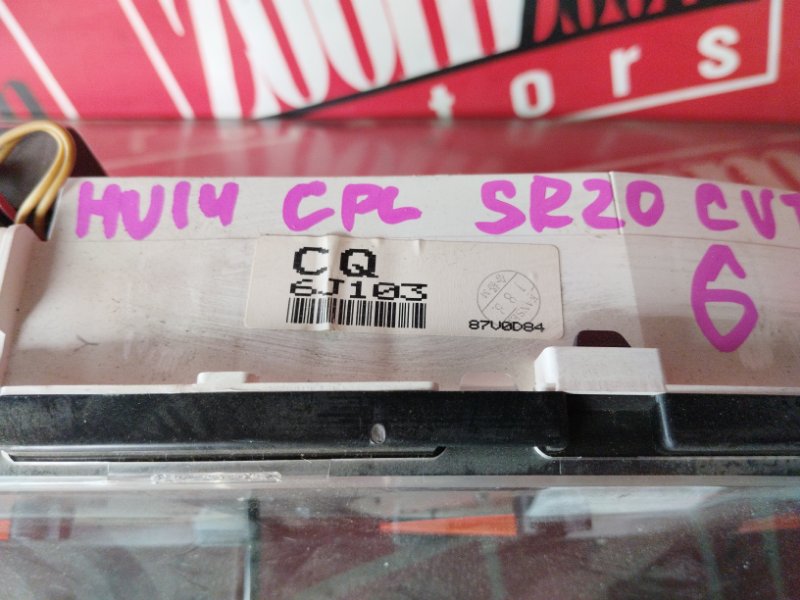 tors
HU14 CPL SR20 CVT
6
CQ
6J103
87V0D84